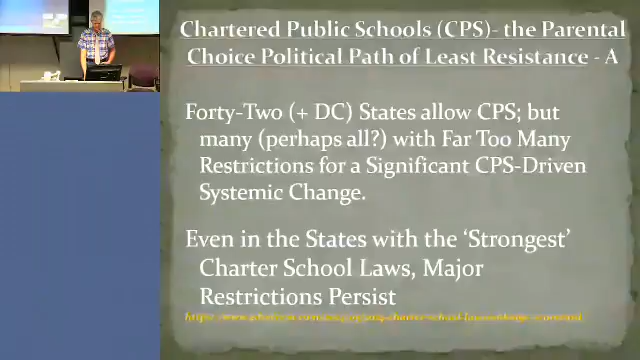 Chartered Public Schools (CPS)- the Parental
Choice Political Path of Least Resistance - A
Forty-Two (+ DC) States allow CPS; but
many (perhaps all?) with Far Too Many
Restrictions for a Significant CPS-Driven
Systemic Change.
Even in the States with the ‘Strongest’
Charter School Laws, Major
Restrictions Persist